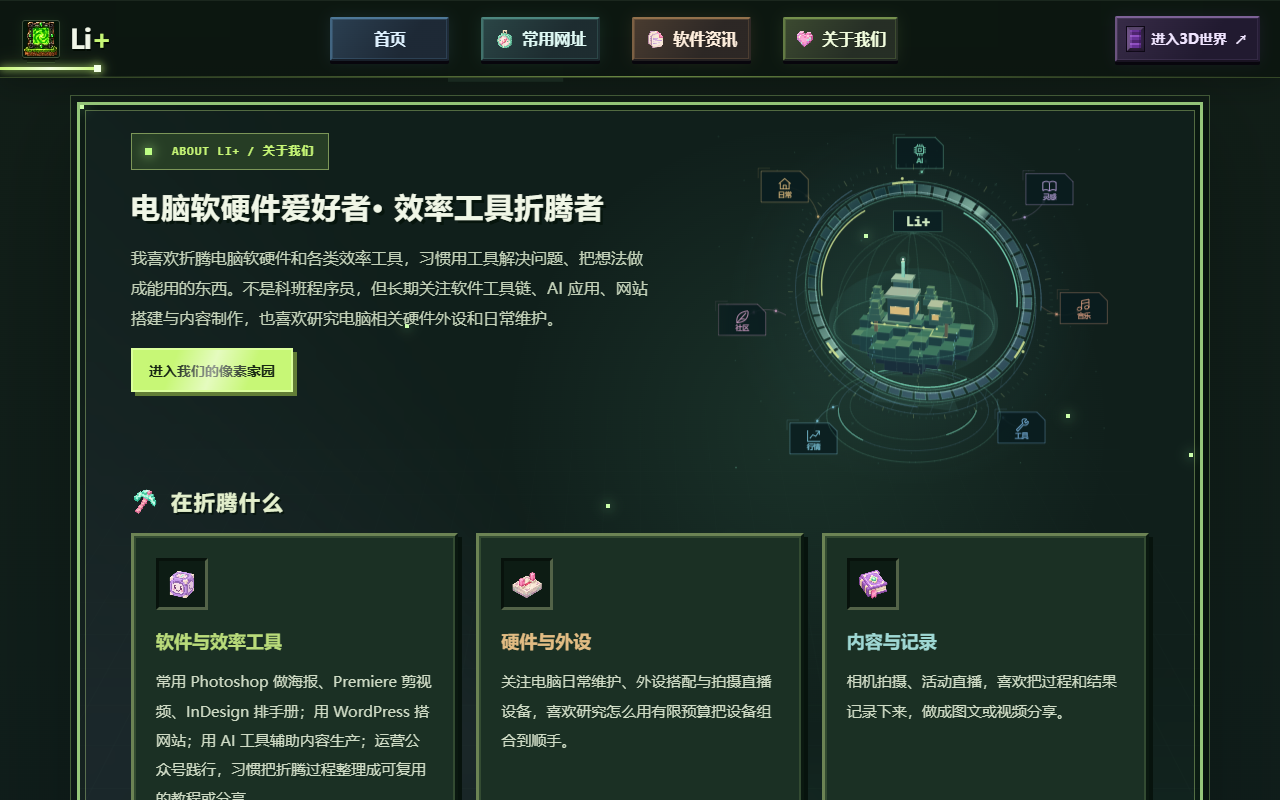 Li+
首页
常用网址
软件资讯
关于我们
进入3D世界 ↗
ABOUT LI+ / 关于我们
电脑软硬件爱好者• 效率工具折腾者
我喜欢折腾电脑软硬件和各类效率工具，习惯用工具解决问题、把想法做
成能用的东西。不是科班程序员，但长期关注软件工具链、AI 应用、网站
搭建与内容制作，也喜欢研究电脑相关硬件外设和日常维护。
进入我们的像素家园
AI
日常
灵感
Li+
社区
音乐
行情
工具
在折腾什么
软件与效率工具
常用 Photoshop 做海报、Premiere 剪视
频、InDesign 排手册；用 WordPress 搭
网站；用 AI 工具辅助内容生产；运营公
众号践行，习惯把折腾过程整理成可复用
的教程或分享
硬件与外设
关注电脑日常维护、外设搭配与拍摄直播
设备，喜欢研究怎么用有限预算把设备组
合到顺手。
内容与记录
相机拍摄、活动直播，喜欢把过程和结果
记录下来，做成图文或视频分享。